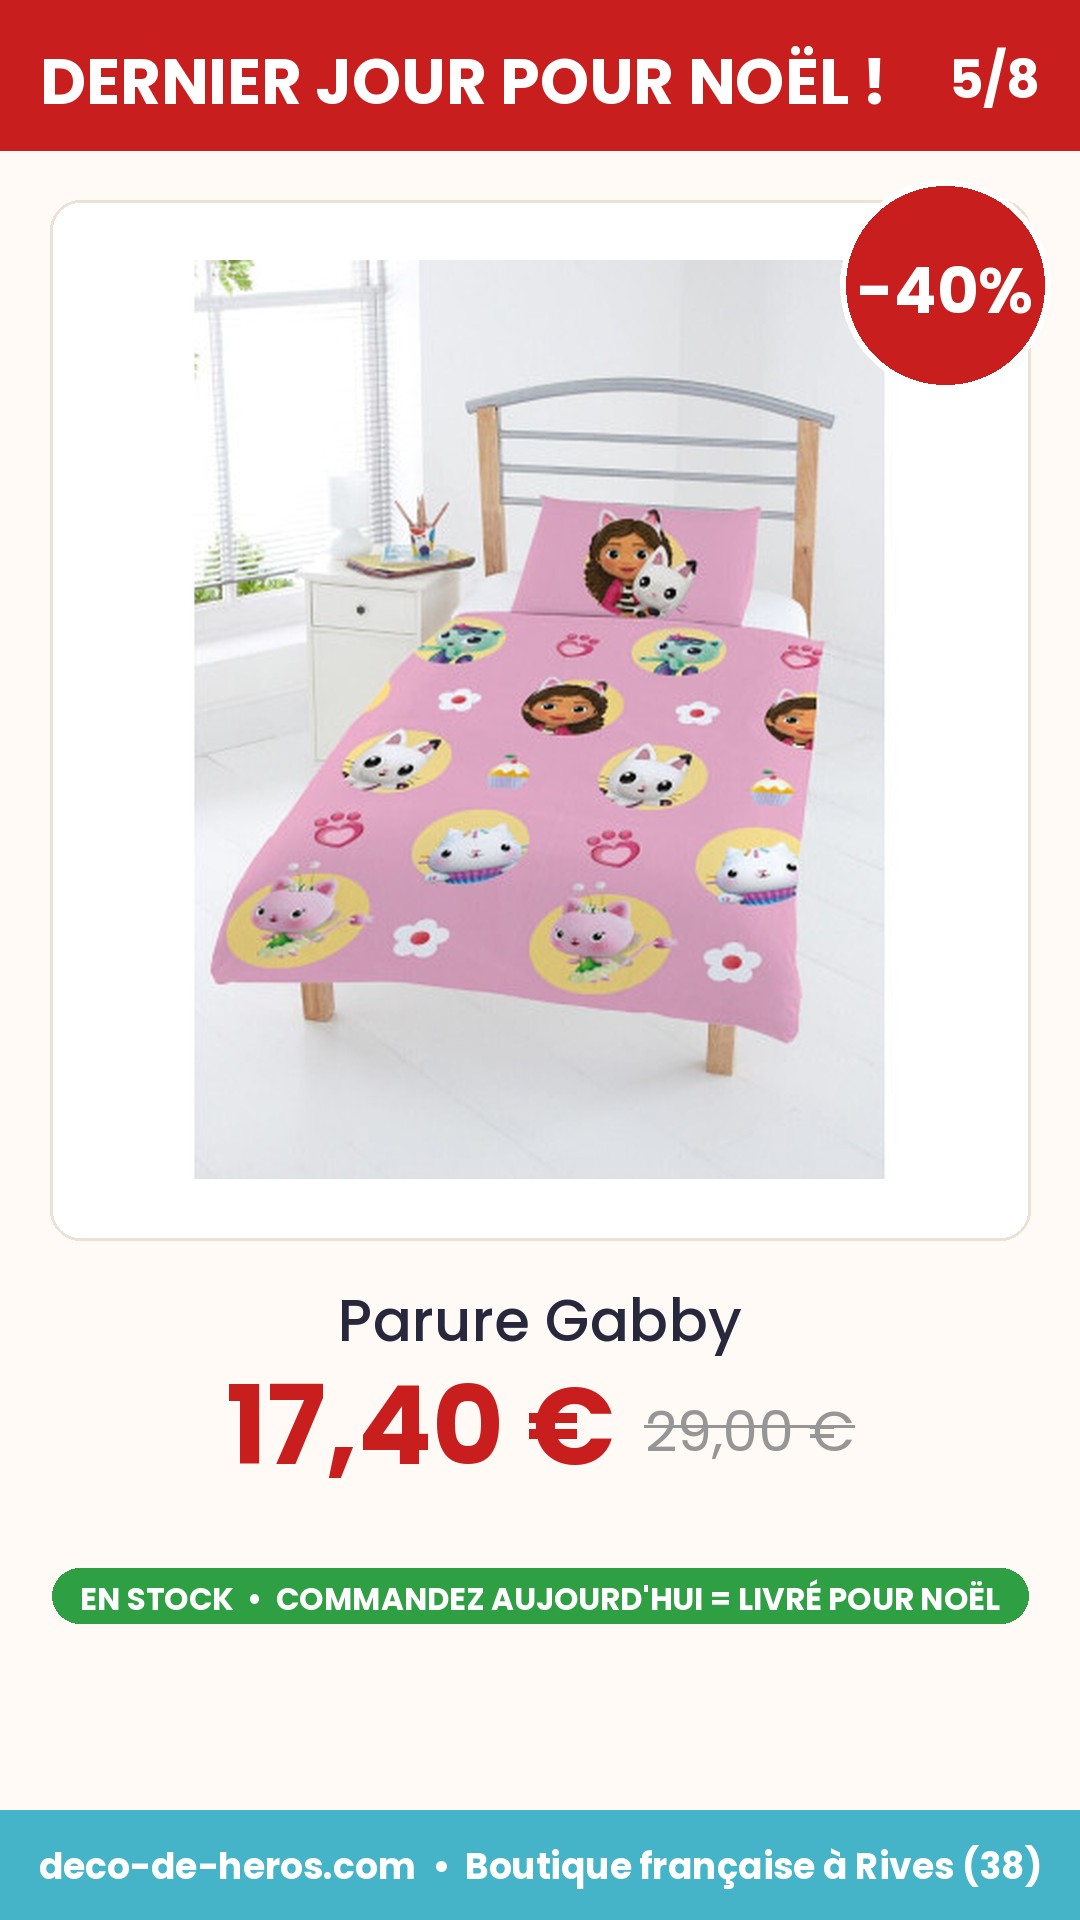 DERNIER JOUR POUR NOËL !
5/8
-40%
Parure Gabby
17,40 € 29,00 €
EN STOCK • COMMANDEZ AUJOURD'HUI = LIVRÉ POUR NOËL
deco-de-heros.com • Boutique française à Rives (38)